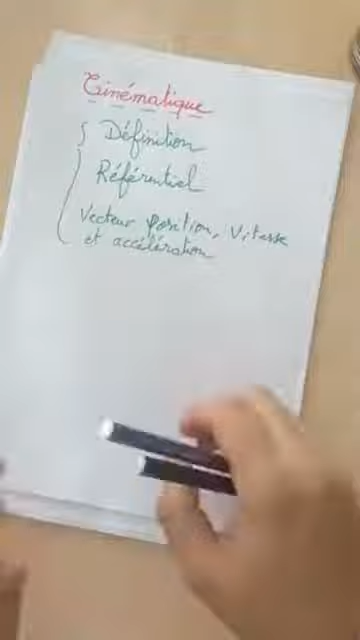 Cinématique
Définition
Référentiel
Vecteur position, Vitesse
et accélération